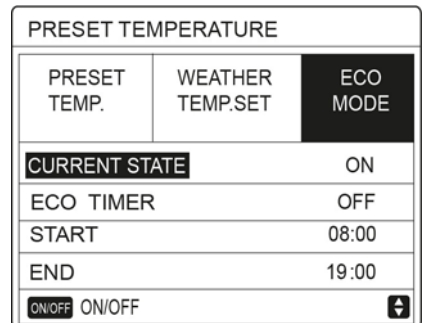 PRESET TEMPERATURE
PRESET TEMP.
WEATHER TEMP.SET
ECO MODE
CURRENT STATE ON
ECO TIMER OFF
START 08:00
END 19:00
ON/OFF ON/OFF